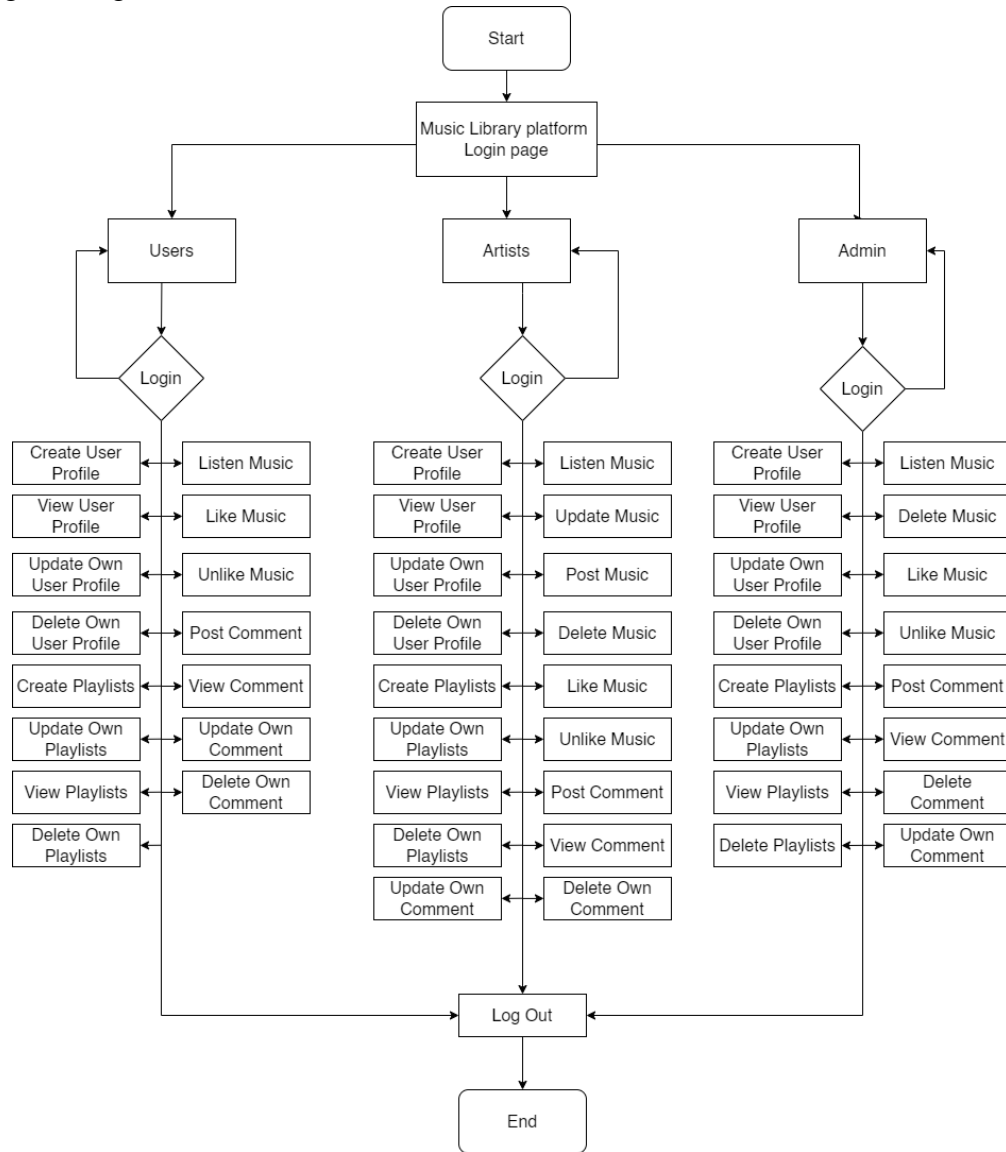 Start
Music Library platform
Login page
Users
Artists
Admin
Login
Login
Login
Create User
Profile
Listen Music
View User
Profile
Like Music
Update Own
User Profile
Unlike Music
Delete Own
User Profile
Post Comment
Create Playlists
View Comment
Update Own
Playlists
Update Own
Comment
View Playlists
Delete Own
Comment
Delete Own
Playlists
Create User
Profile
Listen Music
View User
Profile
Update Music
Update Own
User Profile
Post Music
Delete Own
User Profile
Delete Music
Create Playlists
Like Music
Update Own
Playlists
Unlike Music
View Playlists
Post Comment
Delete Own
Playlists
View Comment
Update Own
Comment
Delete Own
Comment
Create User
Profile
Listen Music
View User
Profile
Delete Music
Update Own
User Profile
Like Music
Delete Own
User Profile
Unlike Music
Create Playlists
Post Comment
Update Own
Playlists
View Comment
View Playlists
Delete
Comment
Delete Playlists
Update Own
Comment
Log Out
End